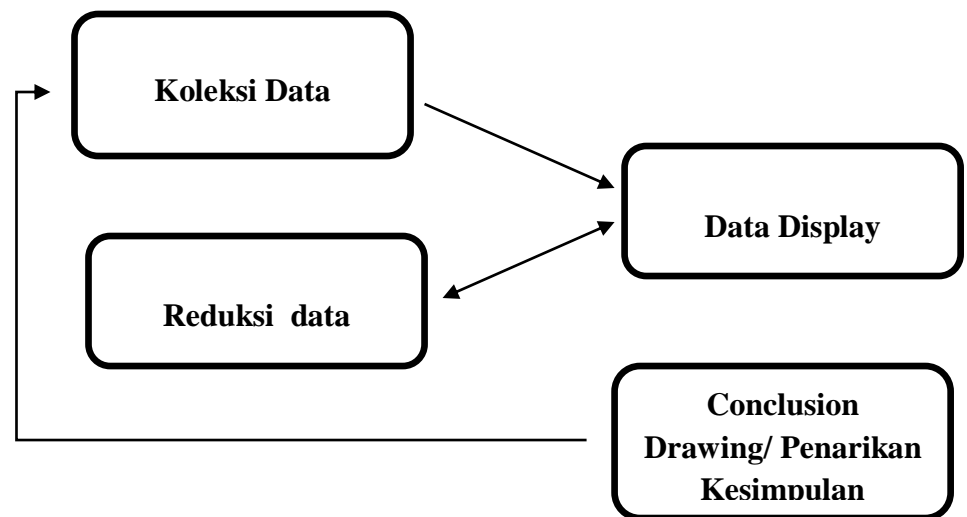 Koleksi Data
Data Display
Reduksi data
Conclusion
Drawing/ Penarikan
Kesimpulan